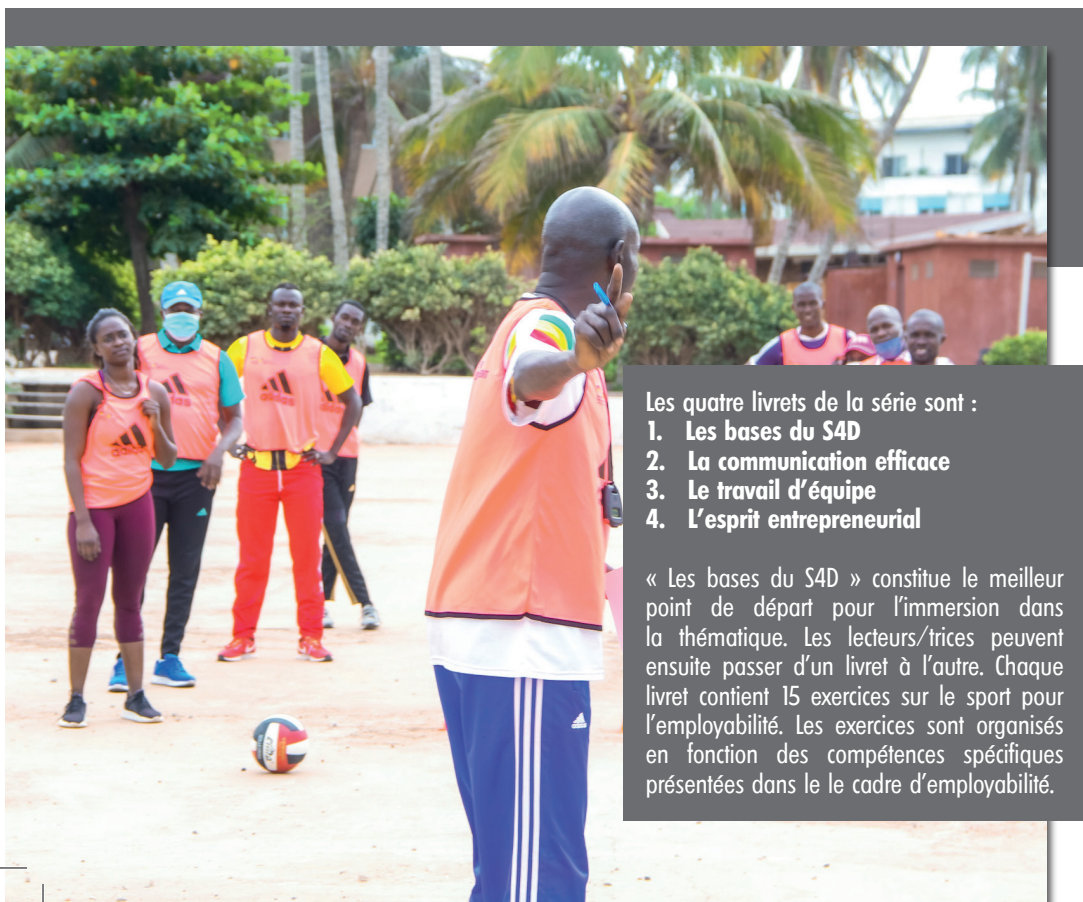 Les quatre livrets de la série sont :
1. Les bases du S4D
2. La communication efficace
3. Le travail d'équipe
4. L'esprit entrepreneurial
« Les bases du S4D » constitue le meilleur
point de départ pour l'immersion dans
la thématique. Les lecteurs/trices peuvent
ensuite passer d'un livret à l'autre. Chaque
livret contient 15 exercices sur le sport pour
l'employabilité. Les exercices sont organisés
en fonction des compétences spécifiques
présentées dans le le cadre d'employabilité.
adidas
adidas
adidas